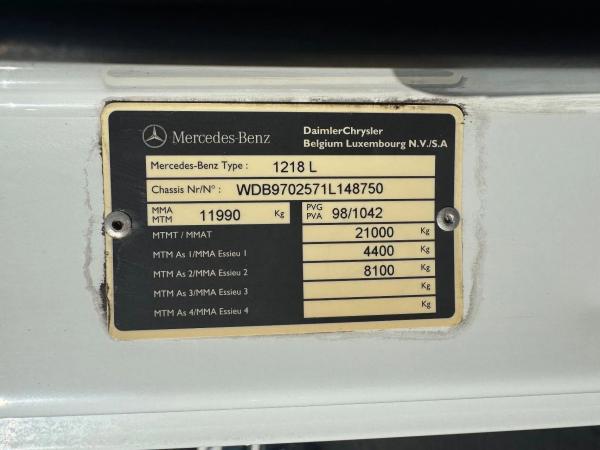 Mercedes-Benz
DaimlerChrysler
Belgium Luxembourg N.V./S.A
Mercedes-Benz Type : 1218 L
Chassis Nr/N° : WDB9702571L148750
MMA
MTM 11990 Kg
PVG
PVA 98/1042
MTMT / MMAT 21000 Kg
MTM As 1/MMA Essieu 1 4400 Kg
MTM As 2/MMA Essieu 2 8100 Kg
MTM As 3/MMA Essieu 3 Kg
MTM As 4/MMA Essieu 4 Kg